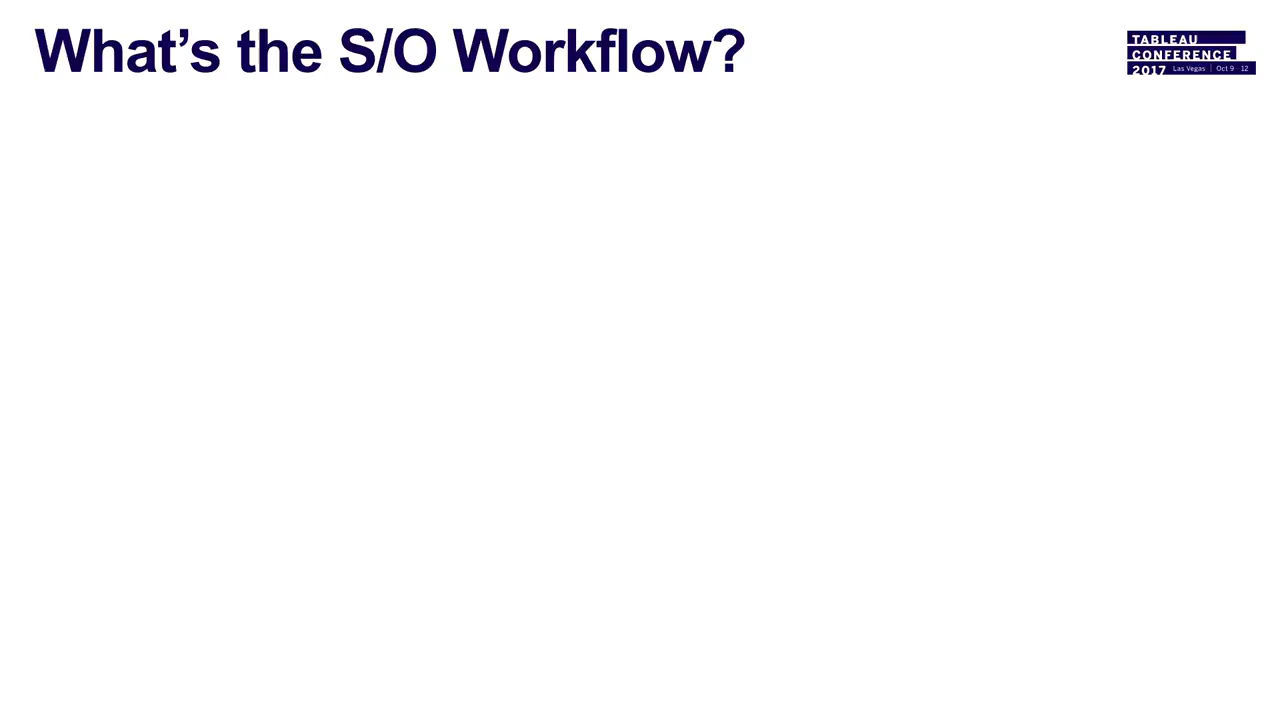 What’s the S/O Workflow?
TABLEAU
CONFERENCE
2017 Las Vegas | Oct 9 - 12